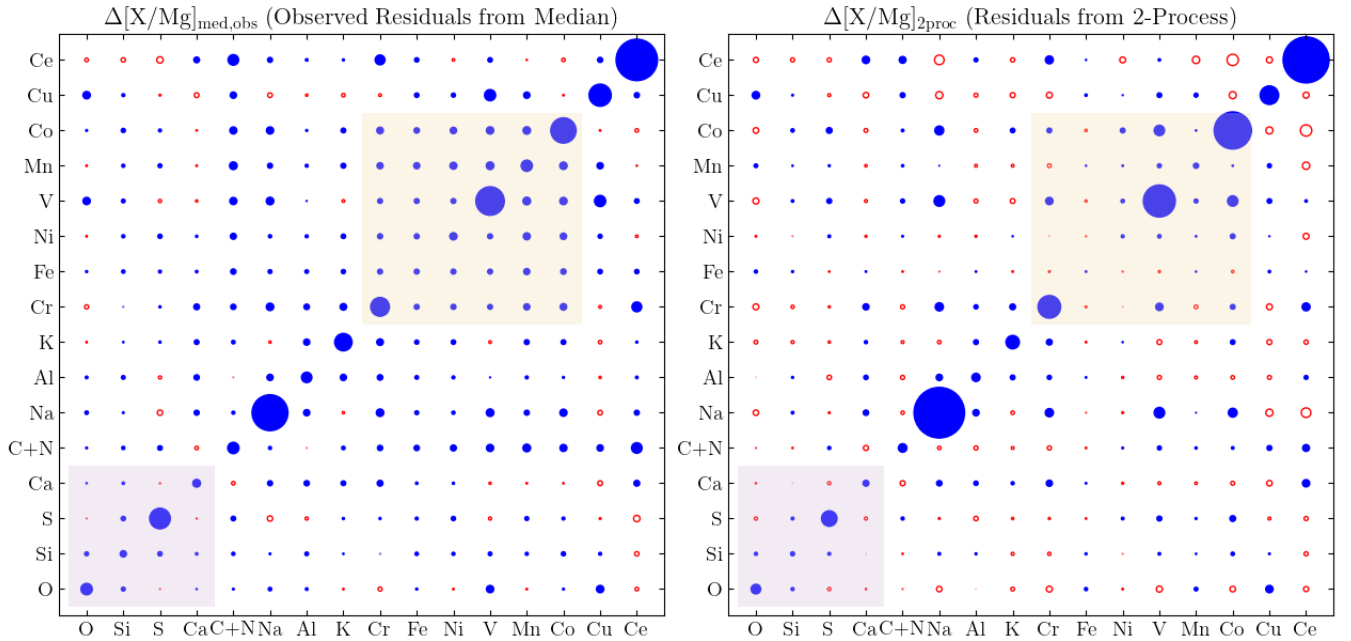 Δ[X/Mg]med,obs (Observed Residuals from Median)
Ce
Cu
Co
Mn
V
Ni
Fe
Cr
K
Al
Na
C+N
Ca
S
Si
O
O Si S Ca C+N Na Al K Cr Fe Ni V Mn Co Cu Ce
Δ[X/Mg]2proc (Residuals from 2-Process)
Ce
Cu
Co
Mn
V
Ni
Fe
Cr
K
Al
Na
C+N
Ca
S
Si
O
O Si S Ca C+N Na Al K Cr Fe Ni V Mn Co Cu Ce